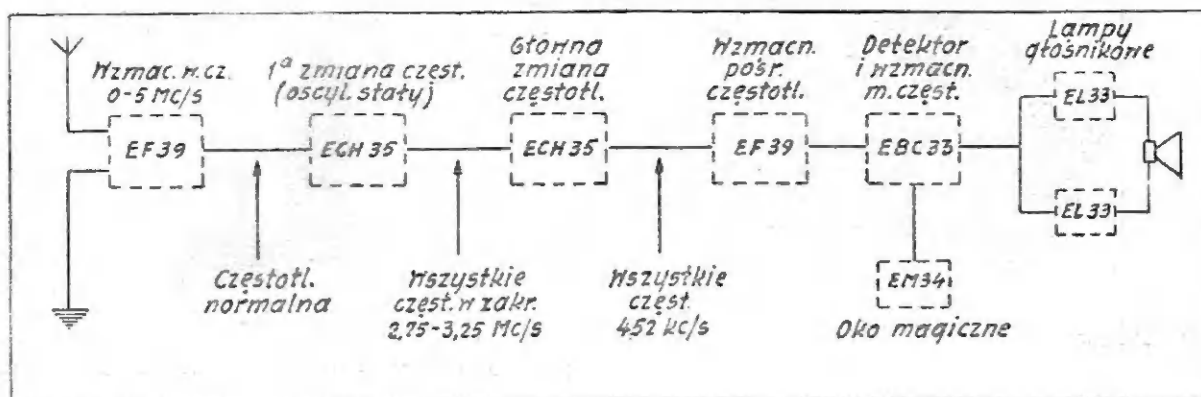 Wzmac. w. cz.
0-5 MC/S
EF39
1ª zmiana częst.
(oscyl. stały)
ECH35
Główna
zmiana
częstotl.
ECH35
Wzmacn.
pośr.
częstotl.
EF39
Detektor
i wzmacn.
m. częst.
EBC33
Lampy
głośnikowe
EL33
EL33
Częstotl.
normalna
Wszystkie
częst. w zakr.
2,75-3,25 MC/S
Wszystkie
częst.
452 kC/s
EM34
Oko magiczne